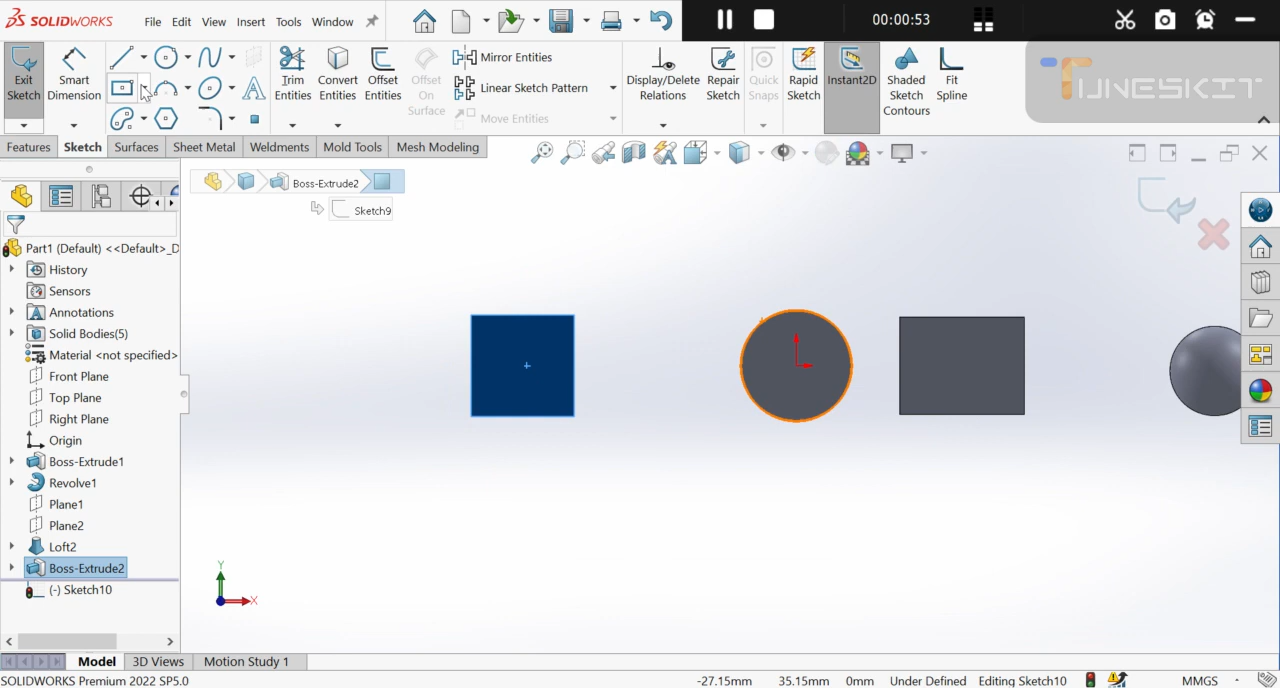 SOLIDWORKS File Edit View Insert Tools Window
00:00:53
TUNESKIT
Exit Sketch
Smart Dimension
Trim Entities
Convert Entities
Offset Entities
Offset On Surface
Mirror Entities
Linear Sketch Pattern
Move Entities
Display/Delete Relations
Repair Sketch
Quick Snaps
Rapid Sketch
Instant2D
Shaded Sketch Contours
Fit Spline
Features Sketch Surfaces Sheet Metal Weldments Mold Tools Mesh Modeling
Boss-Extrude2
Sketch9
Part1 (Default) <<Default>_D
History
Sensors
Annotations
Solid Bodies(5)
Material <not specified>
Front Plane
Top Plane
Right Plane
Origin
Boss-Extrude1
Revolve1
Plane1
Plane2
Loft2
Boss-Extrude2
(-) Sketch10
Y
X
Model 3D Views Motion Study 1
SOLIDWORKS Premium 2022 SP5.0 -27.15mm 35.15mm 0mm Under Defined Editing Sketch10 MMGS -